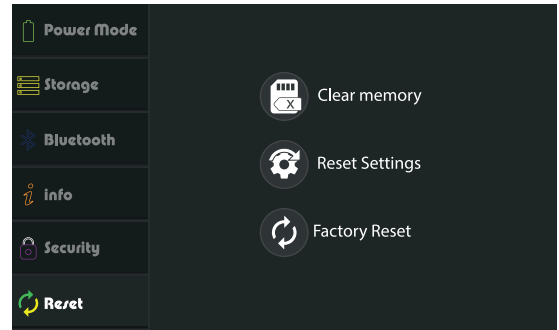 Power Mode
Storage
Bluetooth
info
Security
Reset
Clear memory
X
Reset Settings
Factory Reset